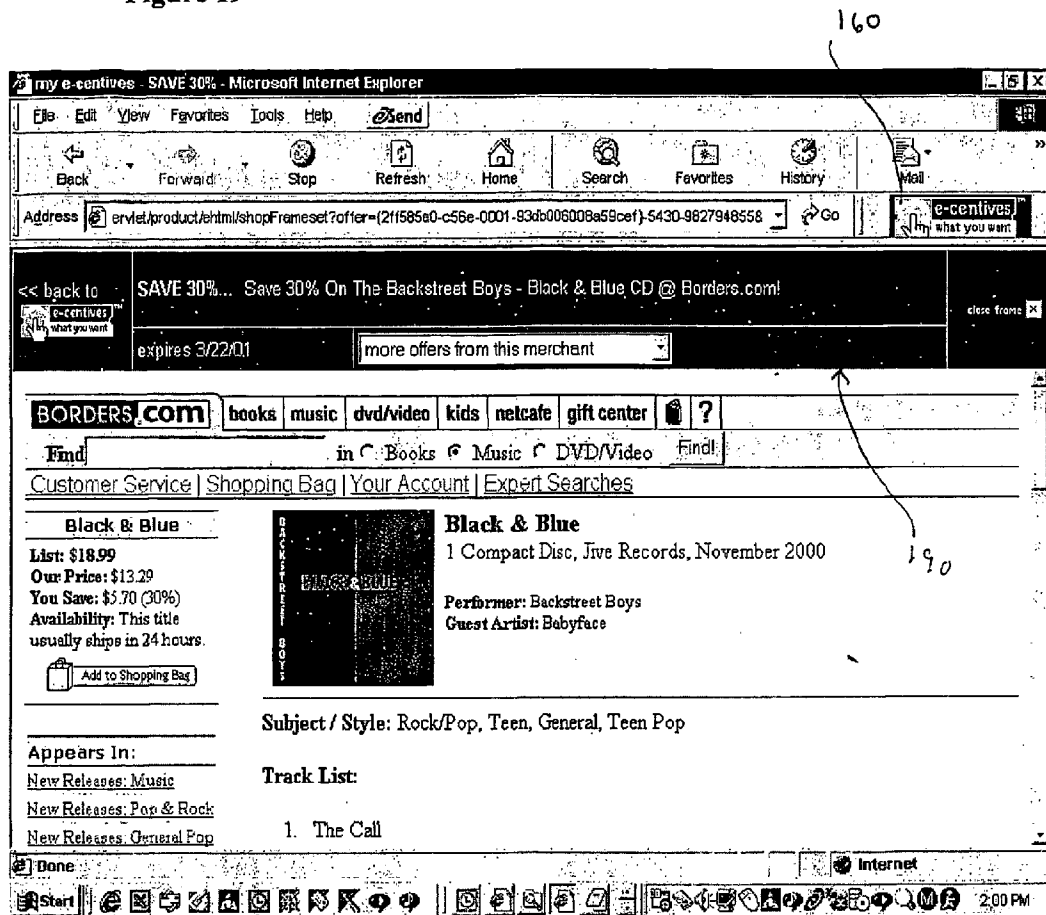 Figure 19
160
my e-centives - SAVE 30% - Microsoft Internet Explorer
File Edit View Favorites Tools Help Send
Back Forward Stop Refresh Home Search Favorites History Mail
Address ervlet/product/ehtml/shopFrameset?offer={2ff585a0-c56e-0001-93db006008a59cef}-5430-982794855& Go
e-centives
what you want
<< back to
e-centives
what you want
SAVE 30%... Save 30% On The Backstreet Boys - Black & Blue CD @ Borders.com!
close frame
expires 3/22/01 more offers from this merchant
BORDERS.com books music dvd/video kids netcafe gift center ?
Find in Books Music DVD/Video Find!
Customer Service | Shopping Bag | Your Account | Expert Searches
Black & Blue
List: $18.99
Our Price: $13.29
You Save: $5.70 (30%)
Availability: This title
usually ships in 24 hours.
Add to Shopping Bag
BACKSTREET BOYS
BLACK & BLUE
Black & Blue
1 Compact Disc, Jive Records, November 2000
Performer: Backstreet Boys
Guest Artist: Babyface
190
Subject / Style: Rock/Pop, Teen, General, Teen Pop
Appears In:
New Releases: Music
New Releases: Pop & Rock
New Releases: General Pop
Track List:
1. The Call
Done Internet
Start 2:00 PM